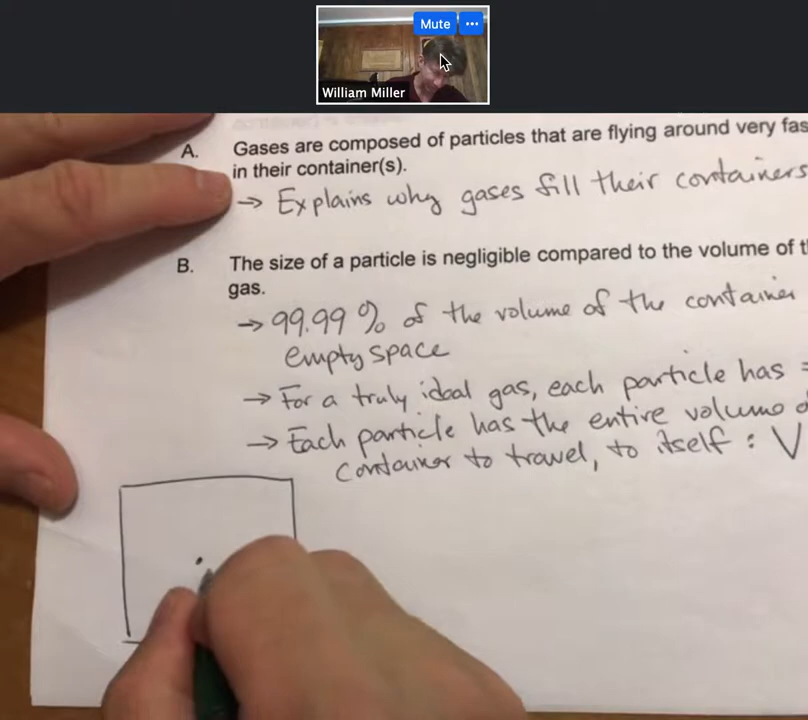 Mute
William Miller
A. Gases are composed of particles that are flying around very fas
in their container(s).
→ Explains why gases fill their containers
B. The size of a particle is negligible compared to the volume of t
gas.
→ 99.99 % of the volume of the container
empty space
→ For a truly ideal gas, each particle has =
→ Each particle has the entire volume o
container to travel, to itself : V